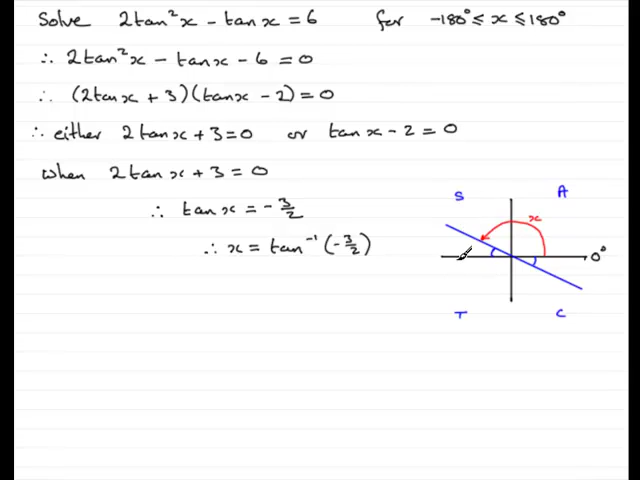 Solve 2tan²x - tanx = 6 for -180° ≤ x ≤ 180°
∴ 2tan²x - tanx - 6 = 0
∴ (2tanx + 3)(tanx - 2) = 0
∴ either 2tanx + 3 = 0 or tanx - 2 = 0
when 2tanx + 3 = 0
∴ tanx = -3/2
∴ x = tan⁻¹(-3/2)
S A
x
0°
T C